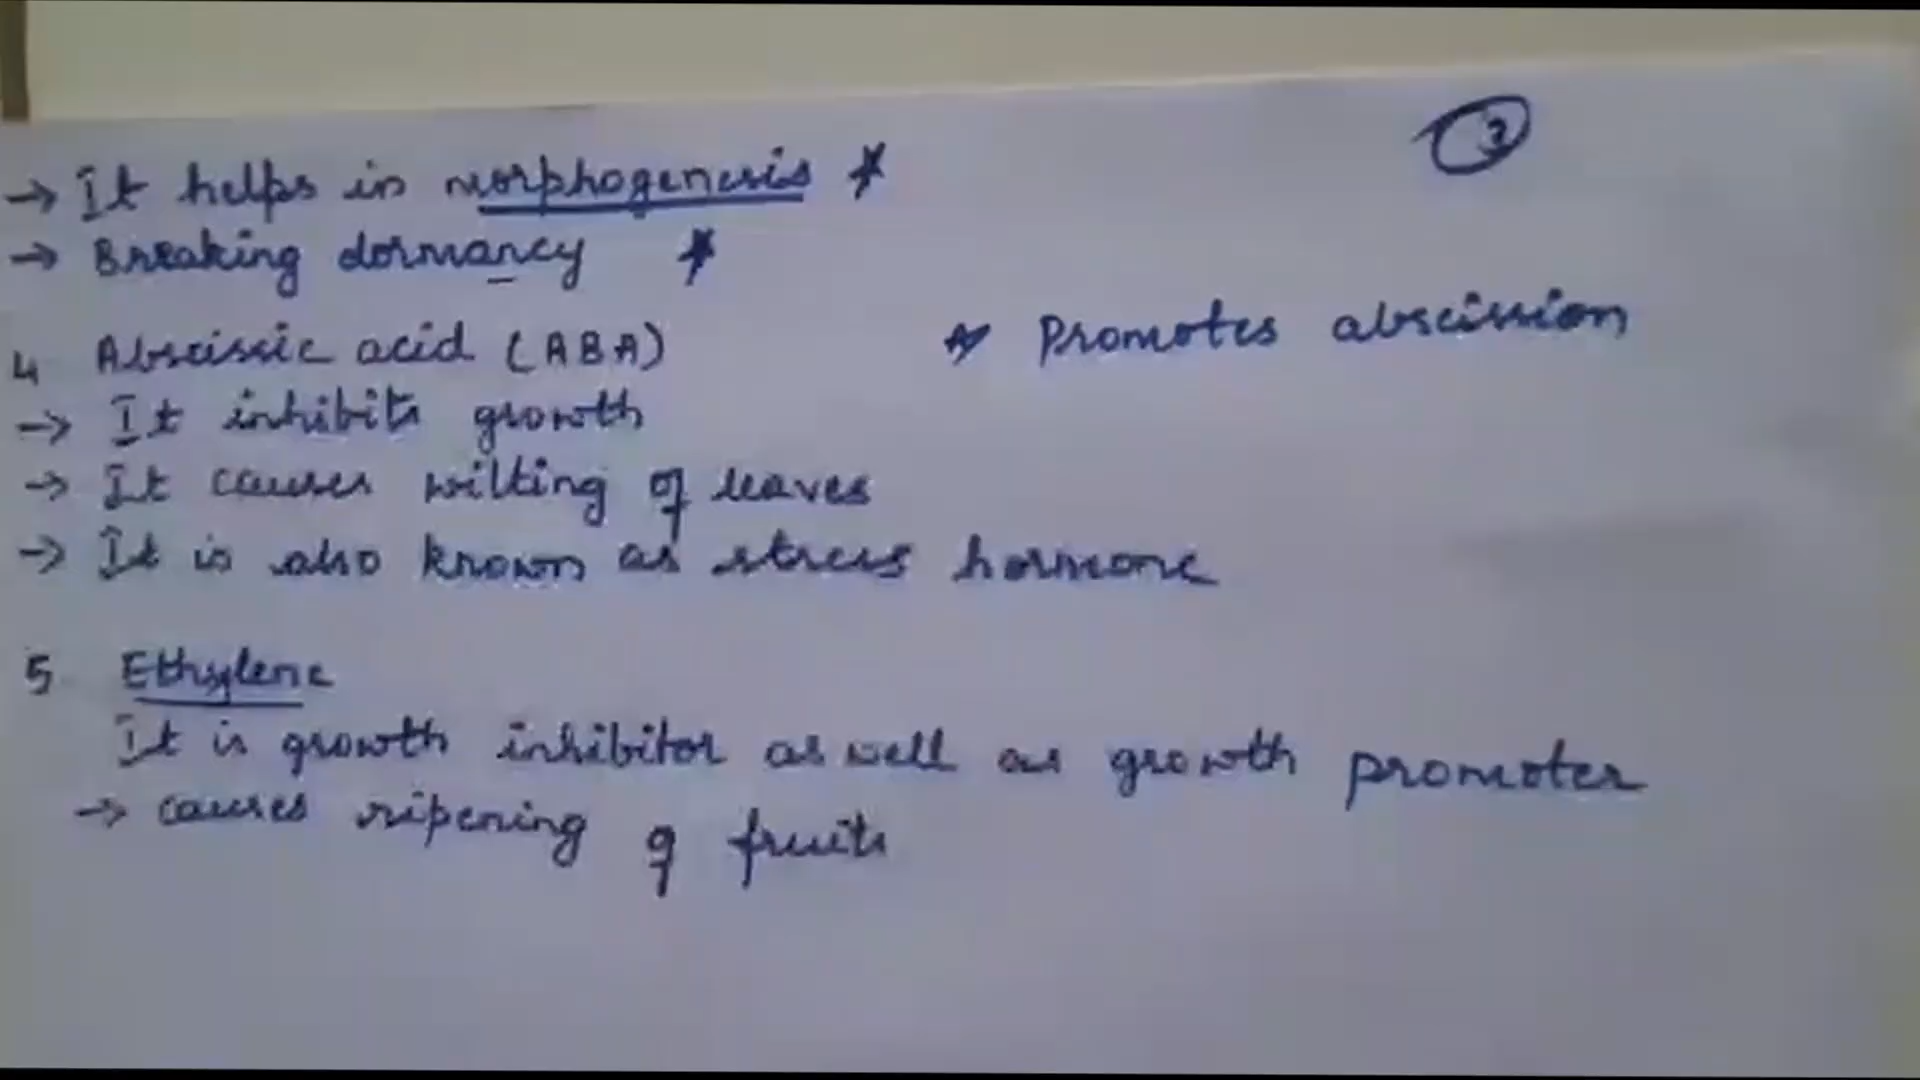 3
→ It helps in morphogenesis *
→ Breaking dormancy *
4 Abscissic acid (ABA) * Promotes abscission
→ It inhibits growth
→ It causes wilting of leaves
→ It is also known as stress hormone
5 Ethylene
It is growth inhibitor as well as growth promoter
→ causes ripening of fruits